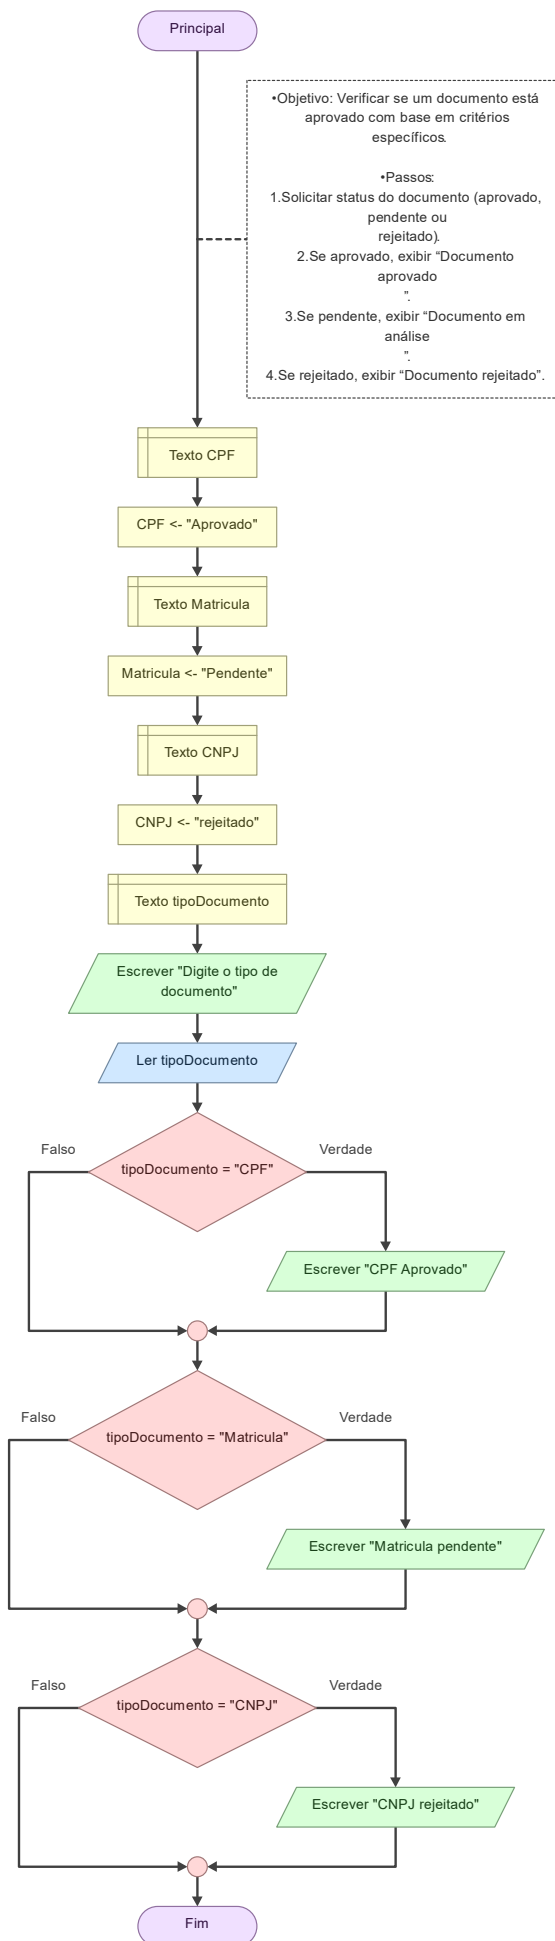 Principal
•Objetivo: Verificar se um documento está
aprovado com base em critérios
específicos.
•Passos:
1.Solicitar status do documento (aprovado,
pendente ou
rejeitado).
2.Se aprovado, exibir “Documento
aprovado
”.
3.Se pendente, exibir “Documento em
análise
”.
4.Se rejeitado, exibir “Documento rejeitado”.
Texto CPF
CPF <- "Aprovado"
Texto Matricula
Matricula <- "Pendente"
Texto CNPJ
CNPJ <- "rejeitado"
Texto tipoDocumento
Escrever "Digite o tipo de
documento"
Ler tipoDocumento
Falso
Verdade
tipoDocumento = "CPF"
Escrever "CPF Aprovado"
Falso
Verdade
tipoDocumento = "Matricula"
Escrever "Matricula pendente"
Falso
Verdade
tipoDocumento = "CNPJ"
Escrever "CNPJ rejeitado"
Fim